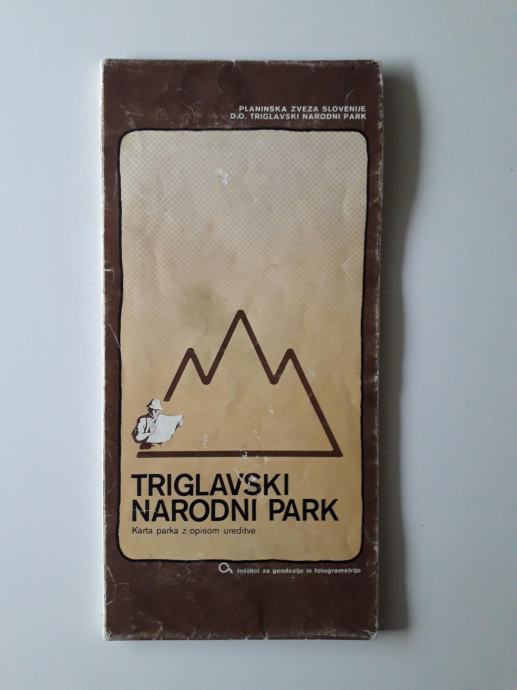 PLANINSKA ZVEZA SLOVENIJE
D.O. TRIGLAVSKI NARODNI PARK
TRIGLAVSKI
NARODNI PARK
Karta parka z opisom ureditve
Inštitut za geodezijo in fotogrametrijo